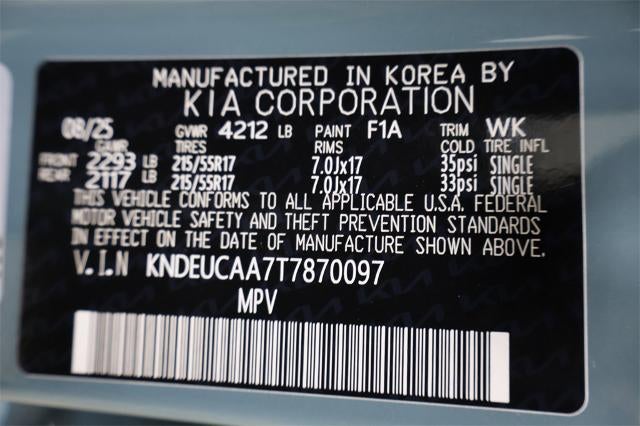 MANUFACTURED IN KOREA BY
KIA CORPORATION
08/25 GVWR 4212 LB PAINT F1A TRIM WK
GAWR TIRES RIMS COLD TIRE INFL
FRONT 2293 LB 215/55R17 7.0Jx17 35psi SINGLE
REAR 2117 LB 215/55R17 7.0Jx17 33psi SINGLE
THIS VEHICLE CONFORMS TO ALL APPLICABLE U.S.A. FEDERAL
MOTOR VEHICLE SAFETY AND THEFT PREVENTION STANDARDS
IN EFFECT ON THE DATE OF MANUFACTURE SHOWN ABOVE.
V.I.N KNDEUCAA7T7870097
MPV